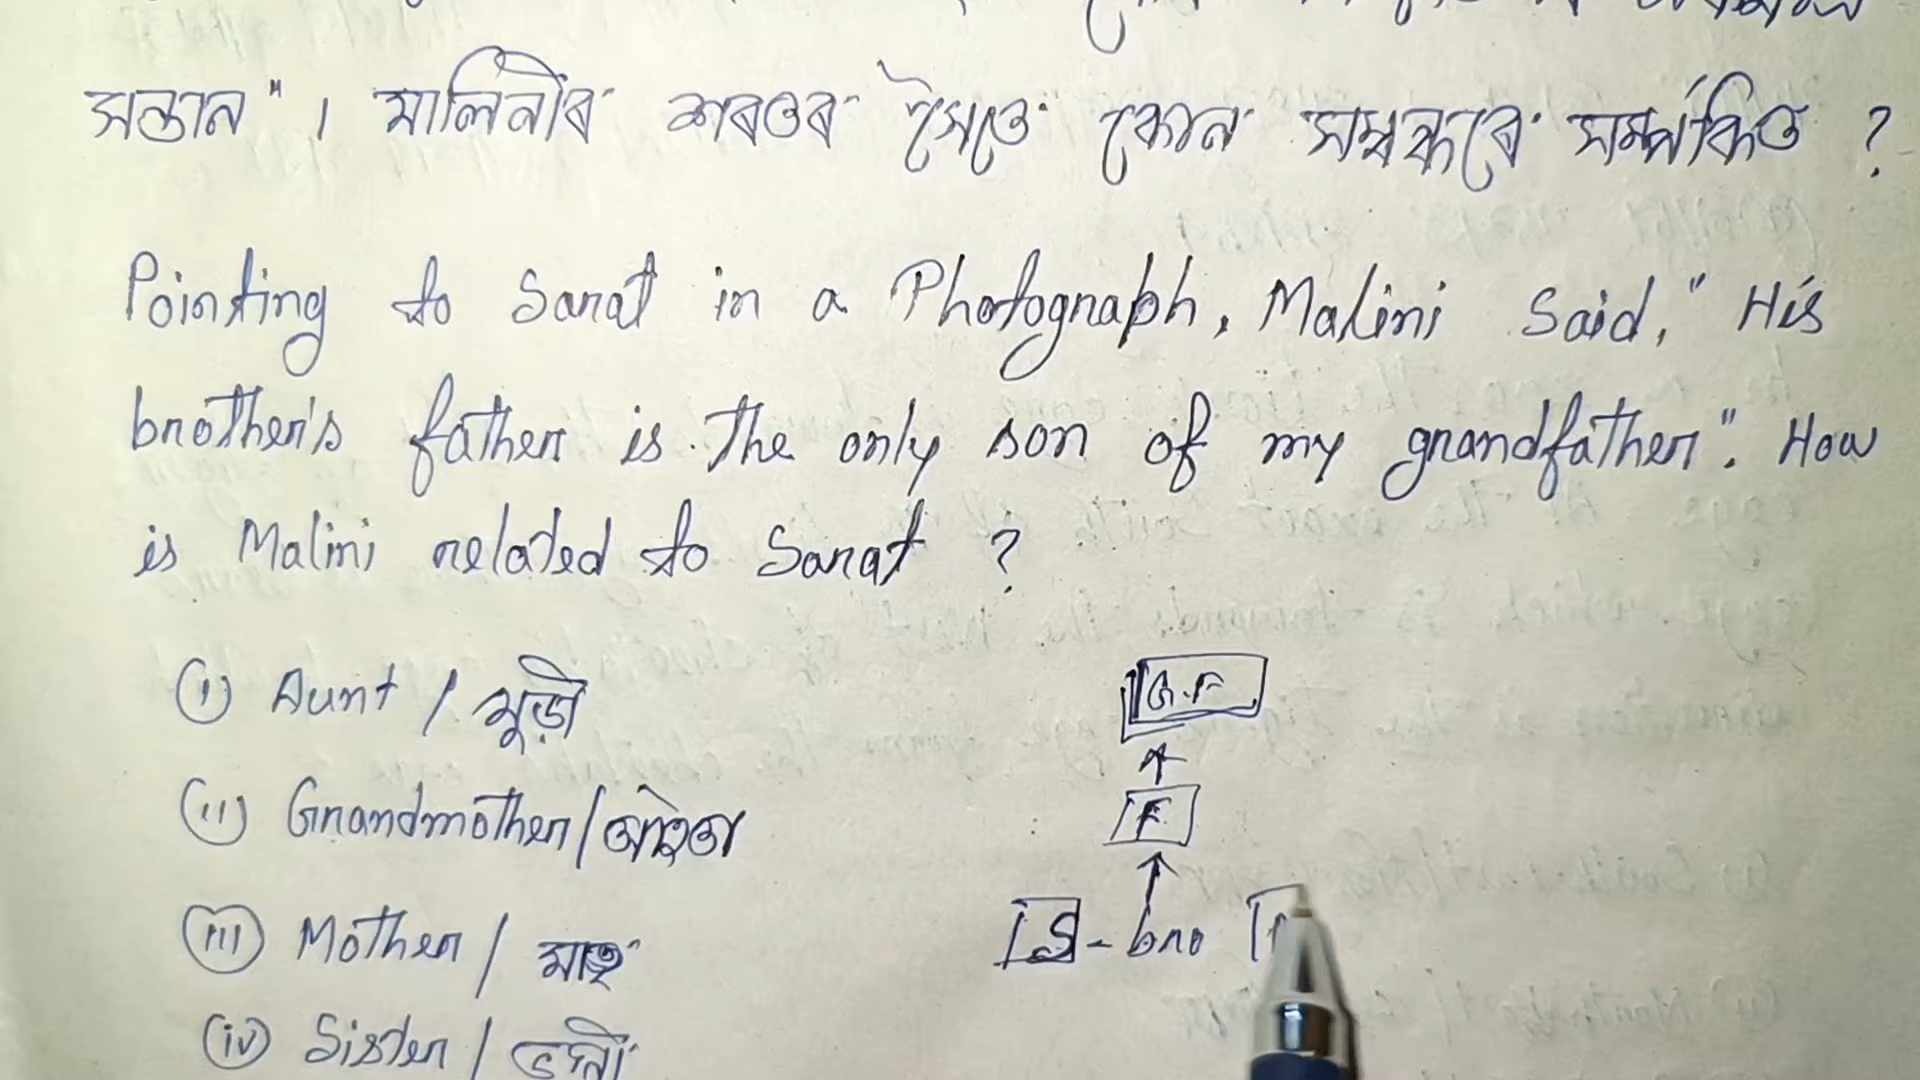 সন্তান"। মালিনীৰ শৰতৰ সৈতে কোন সম্বন্ধৰে সম্পৰ্কিত ?
Pointing to Sarat in a Photograph, Malini Said, "His
brother's father is the only son of my grandfather". How
is Malini related to Sarat ?
(i) Aunt /
(ii) Grandmother / আইতা
(iii) Mother / মাতৃ
(iv) Sister / ভগ্নী
G.F
F
S - bro